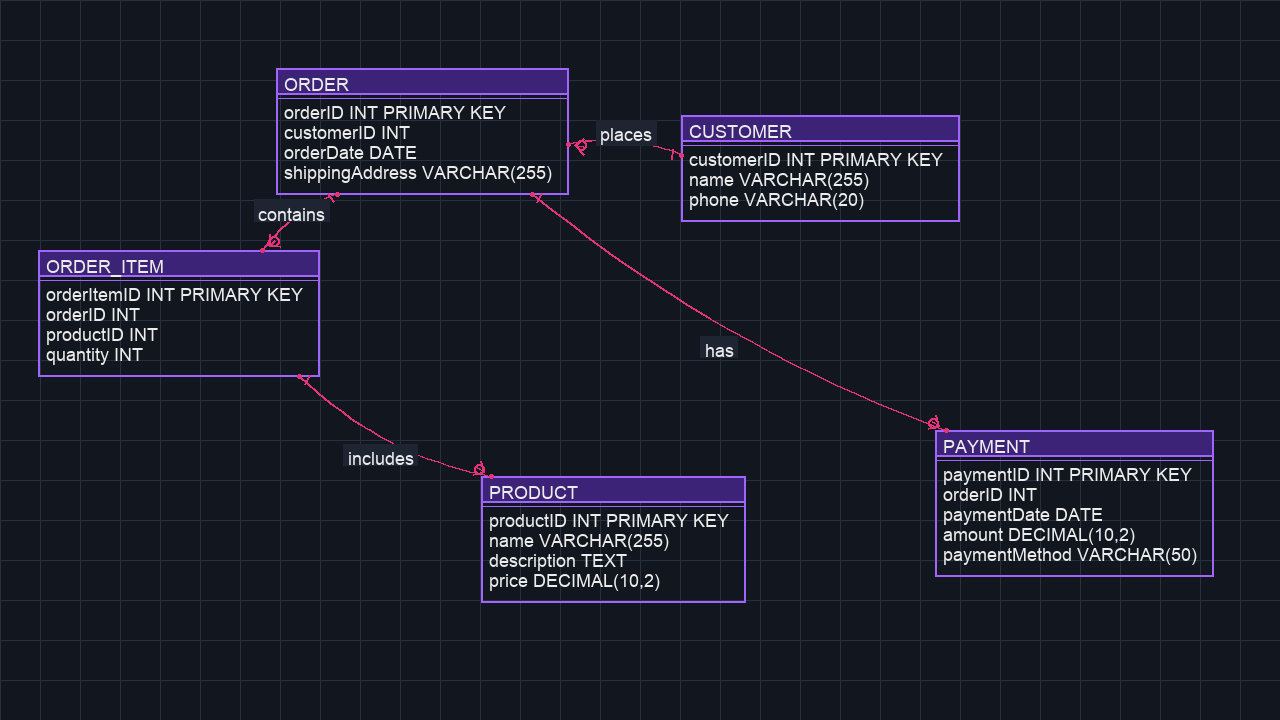 ORDER
orderID INT PRIMARY KEY
customerID INT
orderDate DATE
shippingAddress VARCHAR(255)
places
CUSTOMER
customerID INT PRIMARY KEY
name VARCHAR(255)
phone VARCHAR(20)
contains
ORDER_ITEM
orderItemID INT PRIMARY KEY
orderID INT
productID INT
quantity INT
has
includes
PRODUCT
productID INT PRIMARY KEY
name VARCHAR(255)
description TEXT
price DECIMAL(10,2)
PAYMENT
paymentID INT PRIMARY KEY
orderID INT
paymentDate DATE
amount DECIMAL(10,2)
paymentMethod VARCHAR(50)